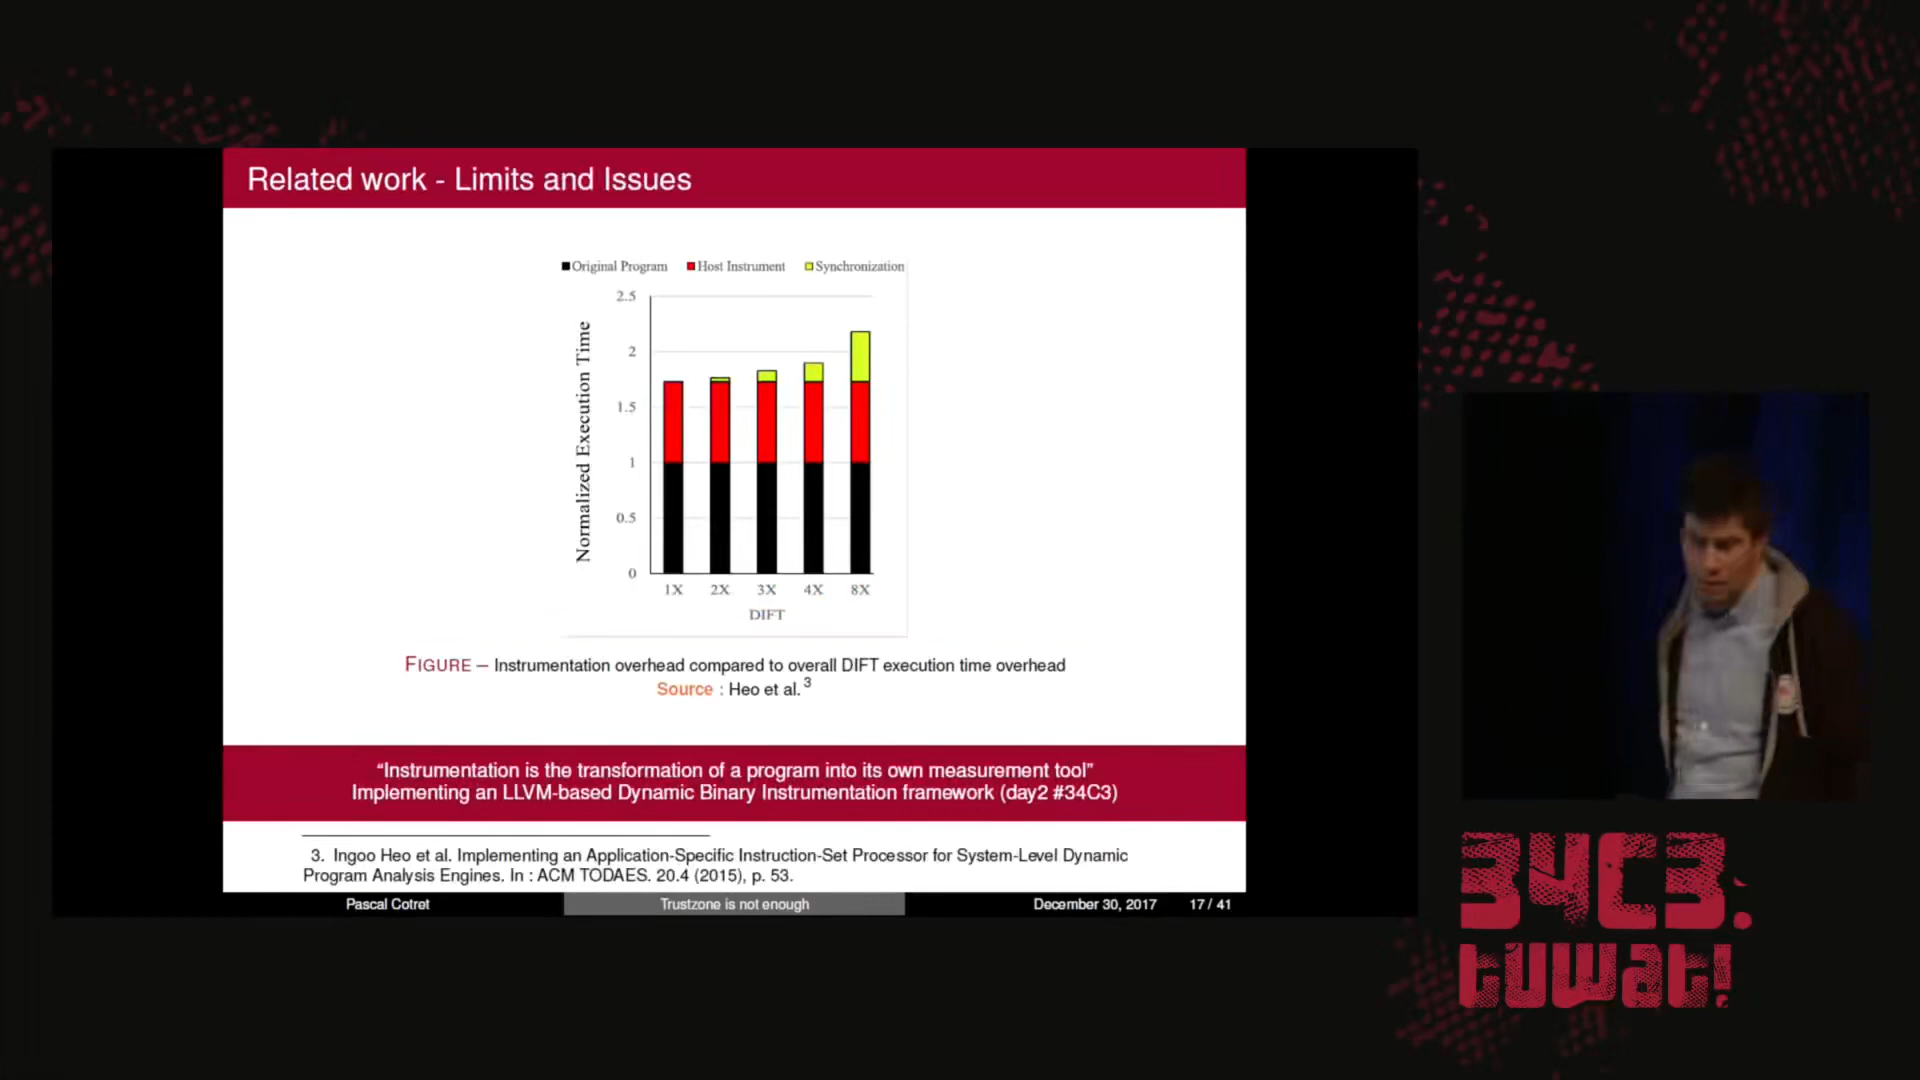 Related work - Limits and Issues
Original Program Host Instrument Synchronization
Normalized Execution Time
2.5
2
1.5
1
0.5
0
1X 2X 3X 4X 8X
DIFT
FIGURE – Instrumentation overhead compared to overall DIFT execution time overhead
Source : Heo et al. 3
“Instrumentation is the transformation of a program into its own measurement tool”
Implementing an LLVM-based Dynamic Binary Instrumentation framework (day2 #34C3)
3. Ingoo Heo et al. Implementing an Application-Specific Instruction-Set Processor for System-Level Dynamic
Program Analysis Engines. In : ACM TODAES. 20.4 (2015), p. 53.
Pascal Cotret Trustzone is not enough December 30, 2017 17 / 41
34C3.
tuwat!